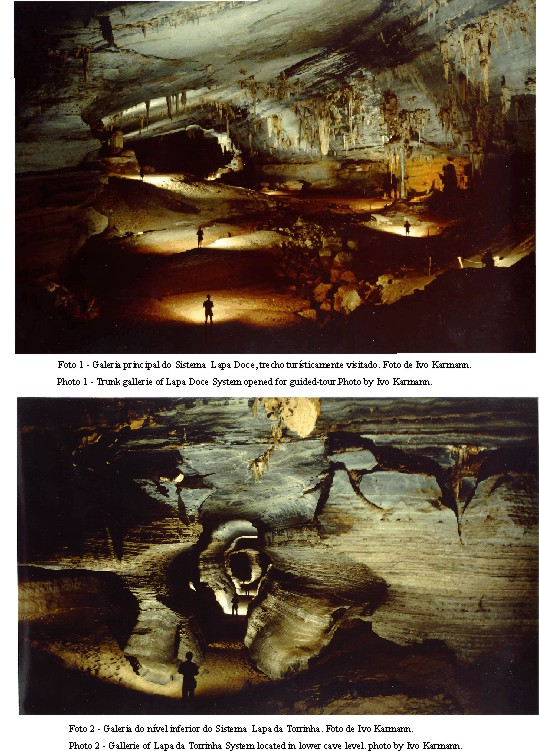 Foto 1 - Galeria principal do Sistema Lapa Doce, trecho turísticamente visitado. Foto de Ivo Karmann.
Photo 1 - Trunk gallerie of Lapa Doce System opened for guided-tour.Photo by Ivo Karmann.
Foto 2 - Galeria do nível inferior do Sistema Lapa da Torrinha. Foto de Ivo Karmann.
Photo 2 - Gallerie of Lapa da Torrinha System located in lower cave level. photo by Ivo Karmann.